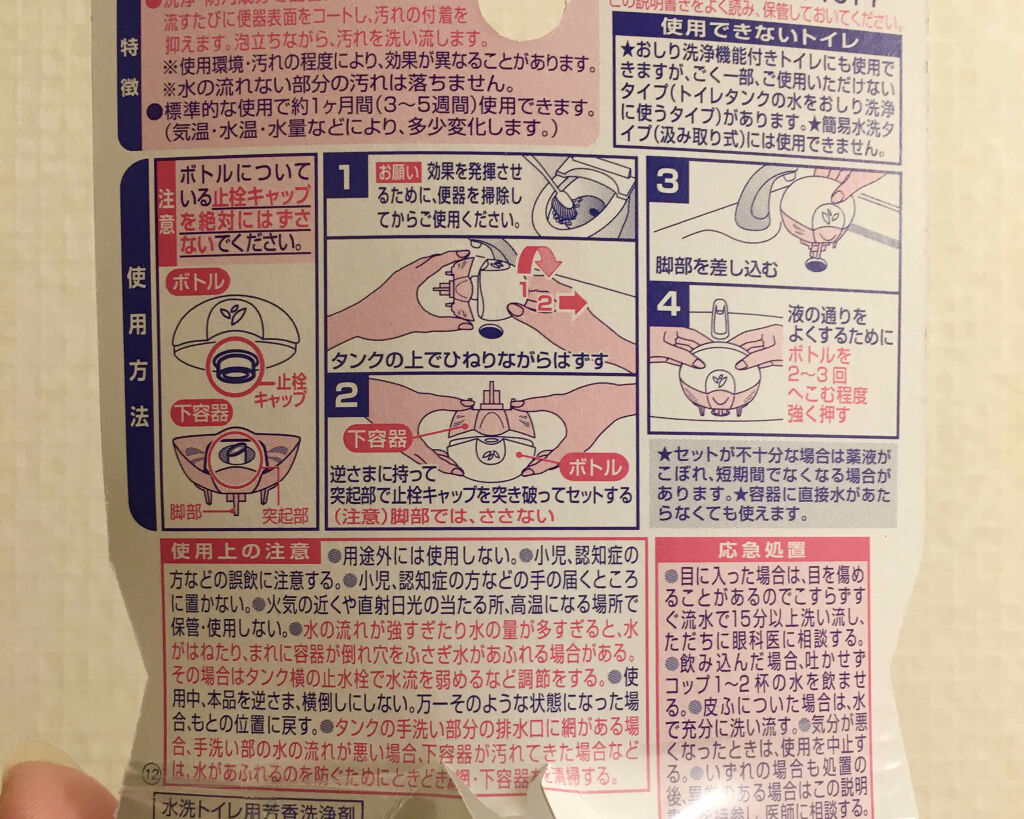 特徴
流すたびに便器表面をコートし、汚れの付着を
抑えます。泡立ちながら、汚れを洗い流します。
※使用環境・汚れの程度により、効果が異なることがあります。
※水の流れない部分の汚れは落ちません。
●標準的な使用で約1ヶ月間(3～5週間)使用できます。
(気温・水温・水量などにより、多少変化します。)
この説明書きをよく読み、保管しておいてください。
使用できないトイレ
★おしり洗浄機能付きトイレにも使用で
きますが、ごく一部、ご使用いただけない
タイプ(トイレタンクの水をおしり洗浄
に使うタイプ)があります。★簡易水洗タ
イプ(汲み取り式)には使用できません。
使用方法
注意
ボトルについて
いる止栓キャップ
を絶対にはずさ
ないでください。
ボトル
止栓
キャップ
下容器
脚部
突起部
1
お願い 効果を発揮させ
るために、便器を掃除し
てからご使用ください。
1
2
タンクの上でひねりながらはずす
2
下容器
ボトル
逆さまに持って
突起部で止栓キャップを突き破ってセットする
(注意)脚部では、ささない
3
脚部を差し込む
4
液の通りを
よくするために
ボトルを
2～3回
へこむ程度
強く押す
★セットが不十分な場合は薬液が
こぼれ、短期間でなくなる場合が
あります。★容器に直接水があた
らなくても使えます。
使用上の注意
●用途外には使用しない。●小児、認知症の
方などの誤飲に注意する。●小児、認知症の方などの手の届くところ
に置かない。●火気の近くや直射日光の当たる所、高温になる場所で
保管・使用しない。●水の流れが強すぎたり水の量が多すぎると、水
がはねたり、まれに容器が倒れ穴をふさぎ水があふれる場合がある。
その場合はタンク横の止水栓で水流を弱めるなど調節をする。●使
用中、本品を逆さま、横倒しにしない。万一そのような状態になった場
合、もとの位置に戻す。●タンクの手洗い部分の排水口に網がある場
合、手洗い部の水の流れが悪い場合、下容器が汚れてきた場合などに
は、水があふれるのを防ぐためにときどき網・下容器を清掃する。
⑫
水洗トイレ用芳香洗浄剤
応急処置
●目に入った場合は、目を傷め
ることがあるのでこすらずす
ぐ流水で15分以上洗い流し、
ただちに眼科医に相談する。
●飲み込んだ場合、吐かせず
コップ1～2杯の水を飲ませ
る。●皮ふについた場合は、水
で充分に洗い流す。●気分が悪
くなったときは、使用を中止す
る。●いずれの場合も処置の
後、異常のある場合はこの説明
医師に相談する。